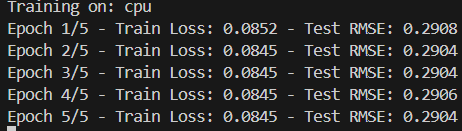 Training on: cpu
Epoch 1/5 - Train Loss: 0.0852 - Test RMSE: 0.2908
Epoch 2/5 - Train Loss: 0.0845 - Test RMSE: 0.2904
Epoch 3/5 - Train Loss: 0.0845 - Test RMSE: 0.2904
Epoch 4/5 - Train Loss: 0.0845 - Test RMSE: 0.2906
Epoch 5/5 - Train Loss: 0.0845 - Test RMSE: 0.2904